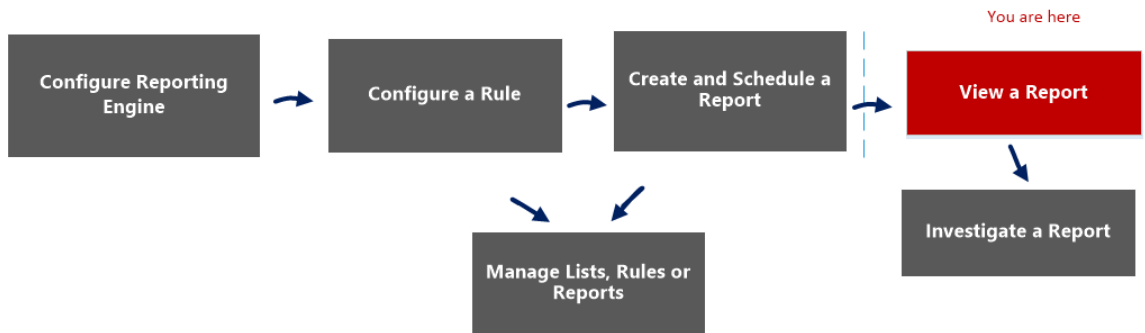 You are here
Configure Reporting
Engine
Configure a Rule
Create and Schedule a
Report
View a Report
Manage Lists, Rules or
Reports
Investigate a Report